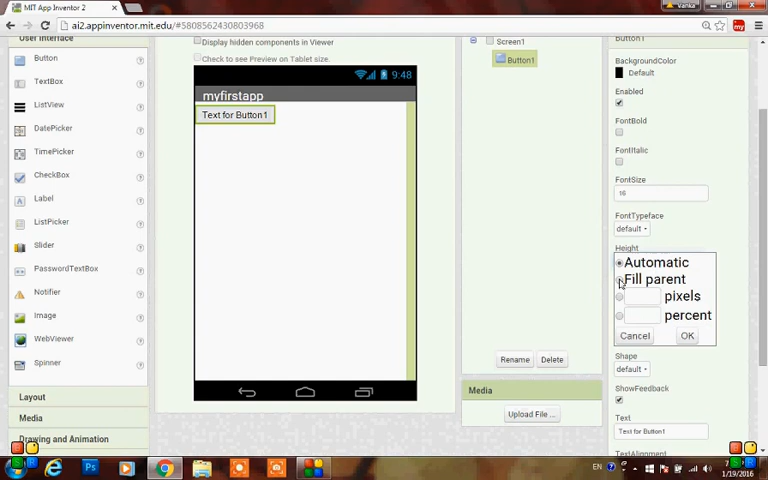 MIT App Inventor 2
Vanka
ai2.appinventor.mit.edu/#5808562430803968
User Interface
Button
TextBox
ListView
DatePicker
TimePicker
CheckBox
Label
ListPicker
Slider
PasswordTextBox
Notifier
Image
WebViewer
Spinner
Layout
Media
Drawing and Animation
Display hidden components in Viewer
Check to see Preview on Tablet size.
9:48
myfirstapp
Text for Button1
Screen1
Button1
Rename
Delete
Media
Upload File ...
Button1
BackgroundColor
Default
Enabled
FontBold
FontItalic
FontSize
16
FontTypeface
default
Height
Automatic
Fill parent
pixels
percent
Cancel
OK
Shape
default
ShowFeedback
Text
Text for Button1
TextAlignment
EN
1/19/2016